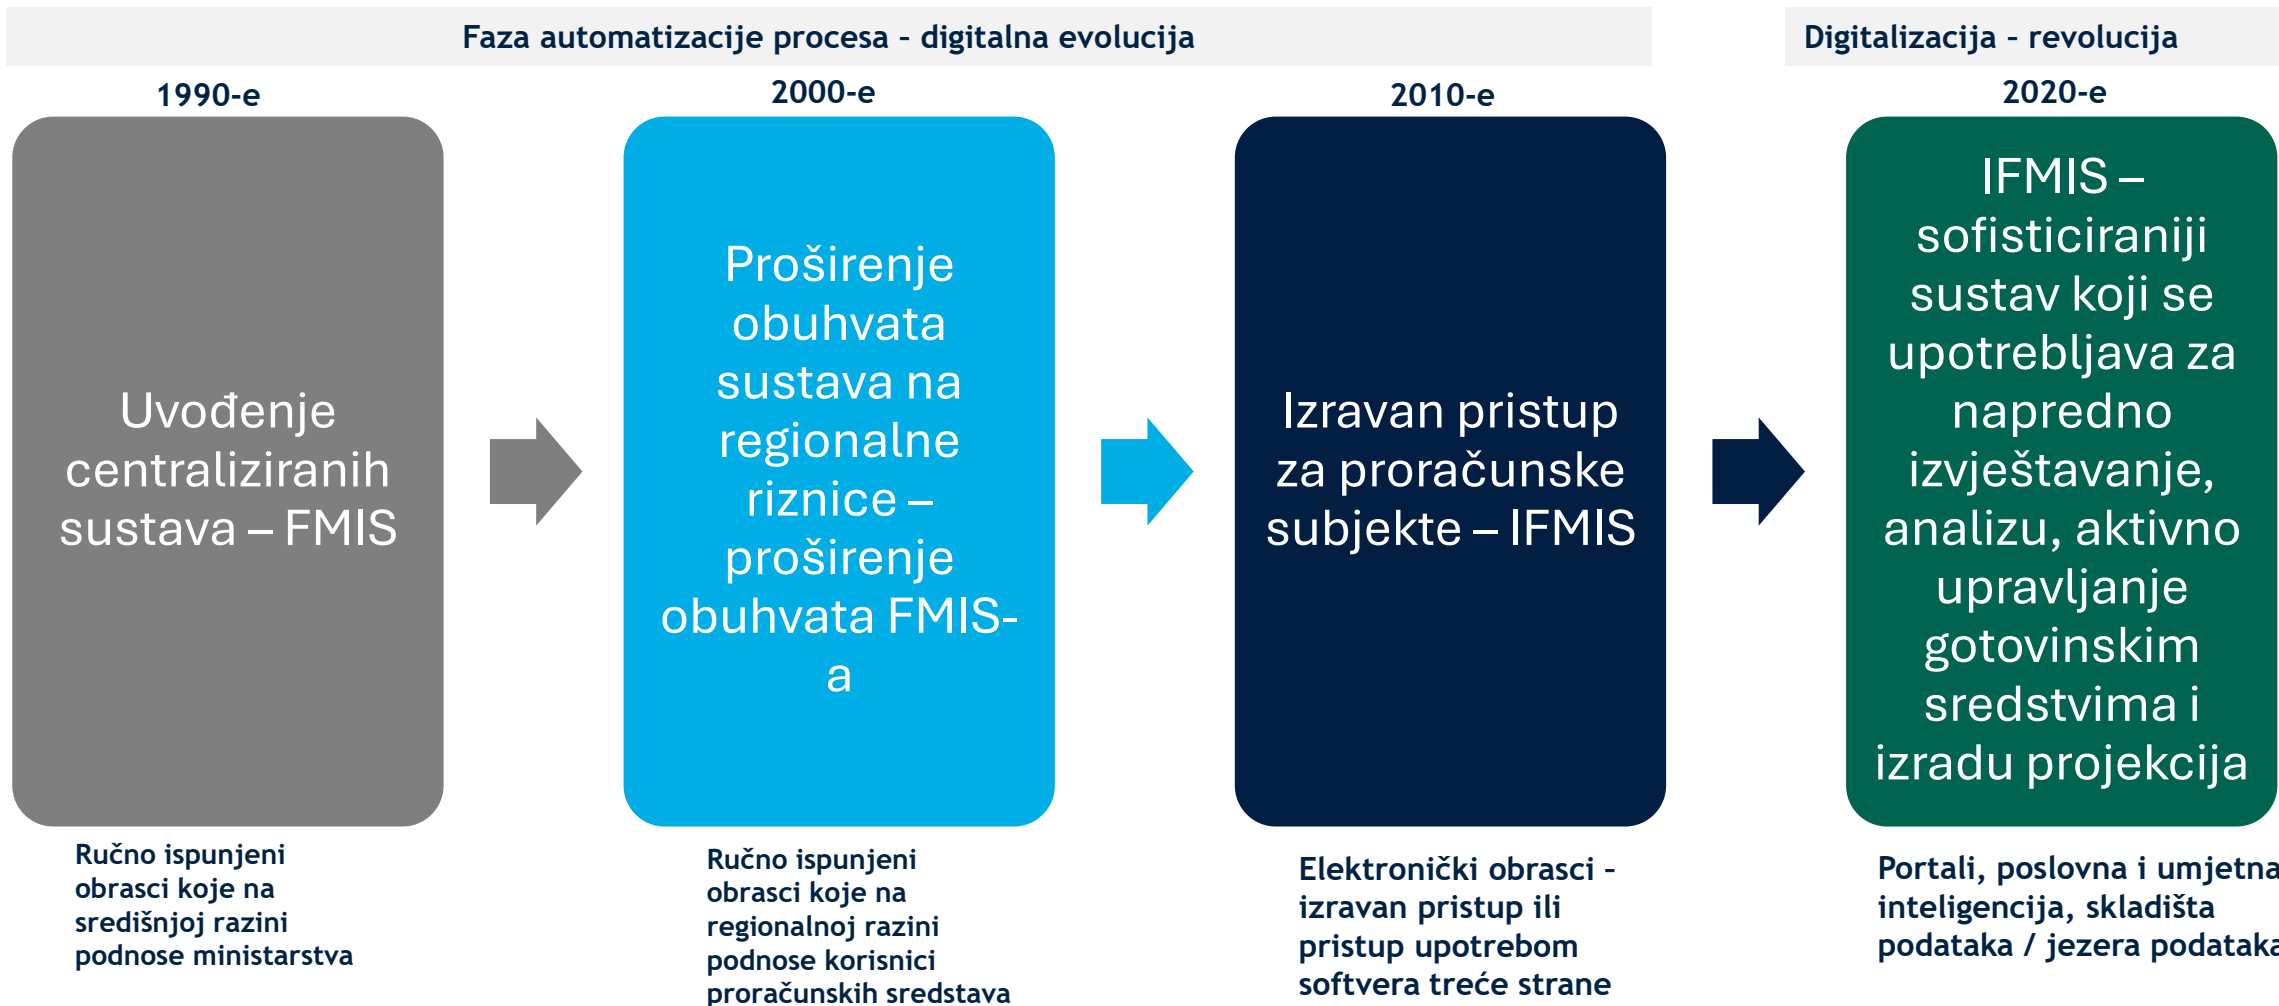 Faza automatizacije procesa – digitalna evolucija
Digitalizacija – revolucija
1990-e
2000-e
2010-e
2020-e
Uvođenje
centraliziranih
sustava – FMIS
Proširenje
obuhvata
sustava na
regionalne
riznice –
proširenje
obuhvata FMIS-
a
Izravan pristup
za proračunske
subjekte – IFMIS
IFMIS –
sofisticiraniji
sustav koji se
upotrebljava za
napredno
izvještavanje,
analizu, aktivno
upravljanje
gotovinskim
sredstvima i
izradu projekcija
Ručno ispunjeni
obrasci koje na
središnjoj razini
podnose ministarstva
Ručno ispunjeni
obrasci koje na
regionalnoj razini
podnose korisnici
proračunskih sredstava
Elektronički obrasci –
izravan pristup ili
pristup upotrebom
softvera treće strane
Portali, poslovna i umjetna
inteligencija, skladišta
podataka / jezera podataka